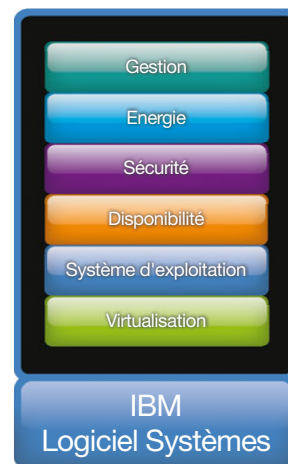 Gestion
Energie
Sécurité
Disponibilité
Système d'exploitation
Virtualisation
IBM
Logiciel Systèmes